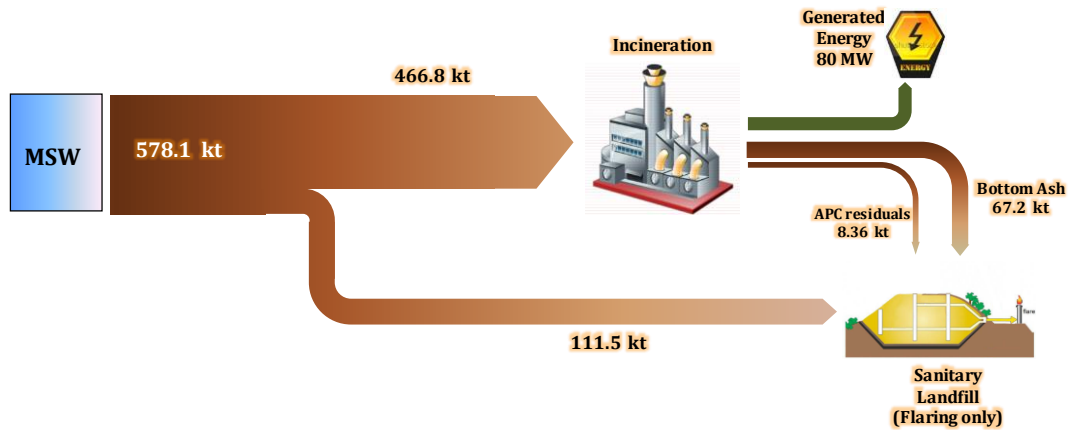 Generated
Energy
80 MW
ENERGY
Incineration
466.8 kt
MSW
578.1 kt
Bottom Ash
67.2 kt
APC residuals
8.36 kt
flare
111.5 kt
Sanitary
Landfill
(Flaring only)